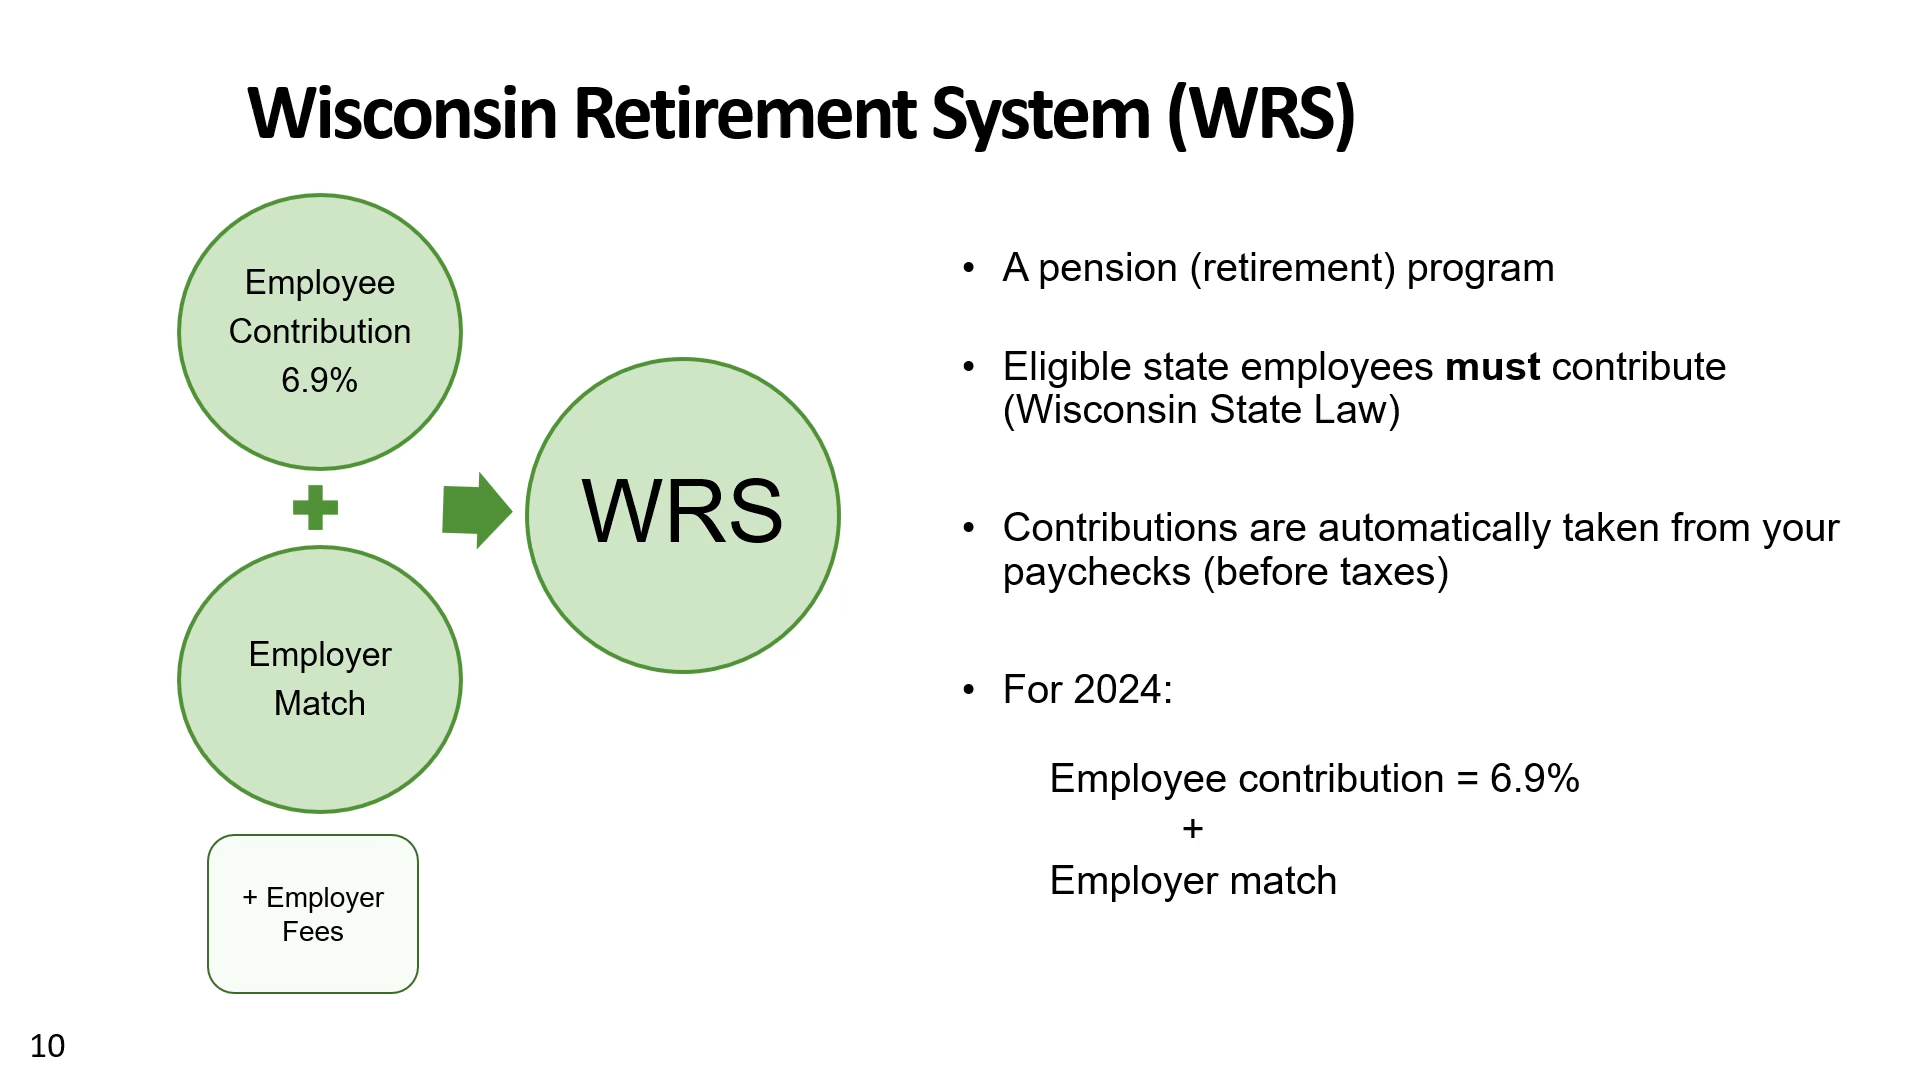 Wisconsin Retirement System (WRS)
Employee
Contribution
6.9%
Employer
Match
+ Employer
Fees
WRS
• A pension (retirement) program
• Eligible state employees must contribute
(Wisconsin State Law)
• Contributions are automatically taken from your
paychecks (before taxes)
• For 2024:
Employee contribution = 6.9%
+
Employer match
10